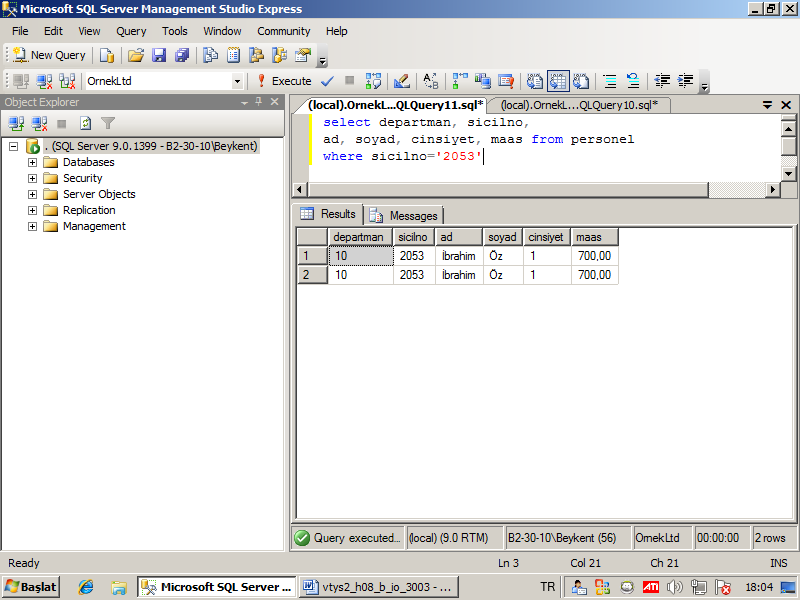 Microsoft SQL Server Management Studio Express
File Edit View Query Tools Window Community Help
New Query
OrnekLtd Execute
Object Explorer
(local).OrnekL...QLQuery11.sql* (local).OrnekL...QLQuery10.sql*
. (SQL Server 9.0.1399 - B2-30-10\Beykent)
Databases
Security
Server Objects
Replication
Management
select departman, sicilno,
ad, soyad, cinsiyet, maas from personel
where sicilno='2053'
Results Messages
departman sicilno ad soyad cinsiyet maas
1 10 2053 İbrahim Öz 1 700,00
2 10 2053 İbrahim Öz 1 700,00
Query executed... (local) (9.0 RTM) B2-30-10\Beykent (56) OrnekLtd 00:00:00 2 rows
Ready Ln 3 Col 21 Ch 21 INS
Başlat Microsoft SQL Server ... vtys2_h08_b_jo_3003 - ... TR ATI 18:04